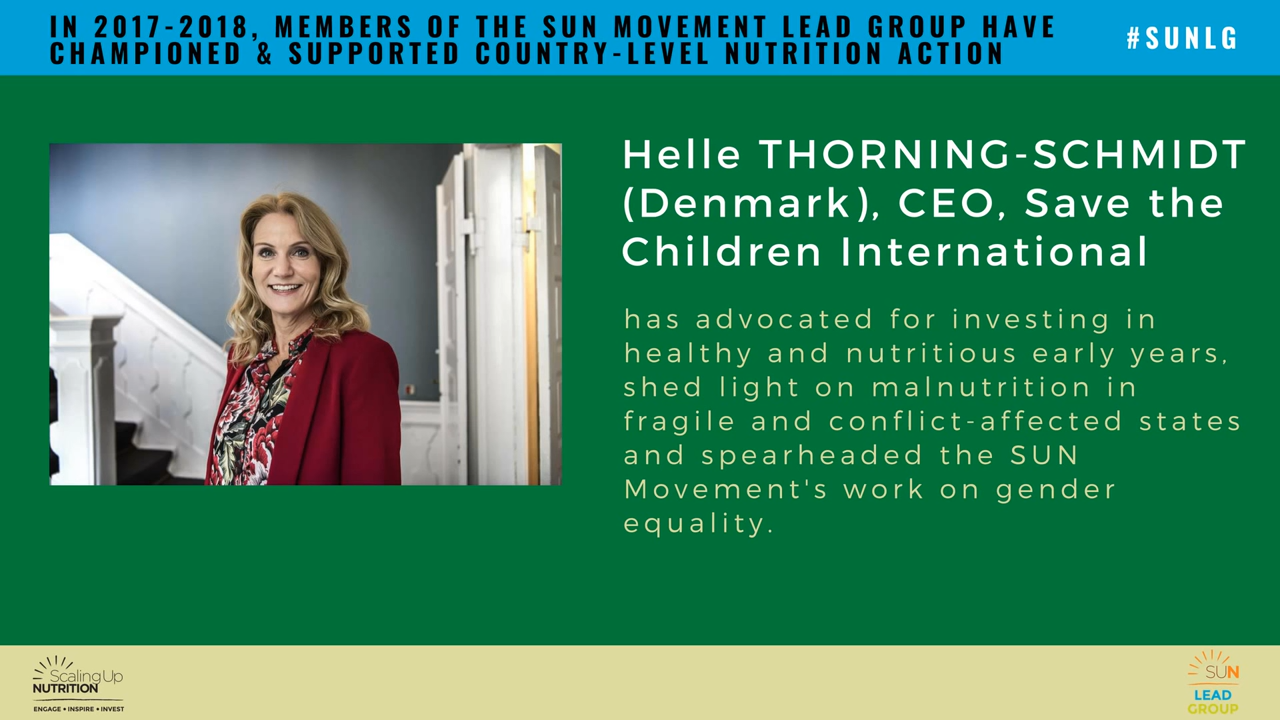 IN 2017-2018, MEMBERS OF THE SUN MOVEMENT LEAD GROUP HAVE
CHAMPIONED & SUPPORTED COUNTRY-LEVEL NUTRITION ACTION
#SUNLG
Helle THORNING-SCHMIDT
(Denmark), CEO, Save the
Children International
has advocated for investing in
healthy and nutritious early years,
shed light on malnutrition in
fragile and conflict-affected states
and spearheaded the SUN
Movement's work on gender
equality.
Scaling Up
NUTRITION
ENGAGE • INSPIRE • INVEST
SUN
LEAD
GROUP